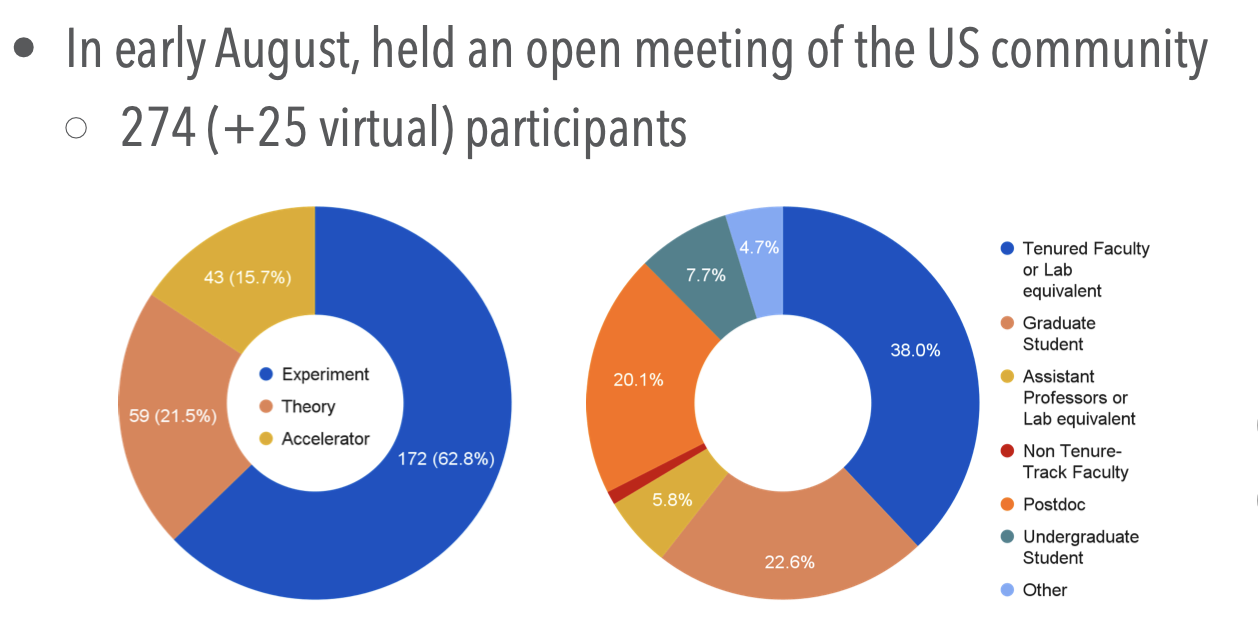 • In early August, held an open meeting of the US community
○ 274 (+25 virtual) participants
43 (15.7%)
59 (21.5%)
172 (62.8%)
Experiment
Theory
Accelerator
4.7%
7.7%
38.0%
20.1%
5.8%
22.6%
Tenured Faculty
or Lab
equivalent
Graduate
Student
Assistant
Professors or
Lab equivalent
Non Tenure-
Track Faculty
Postdoc
Undergraduate
Student
Other